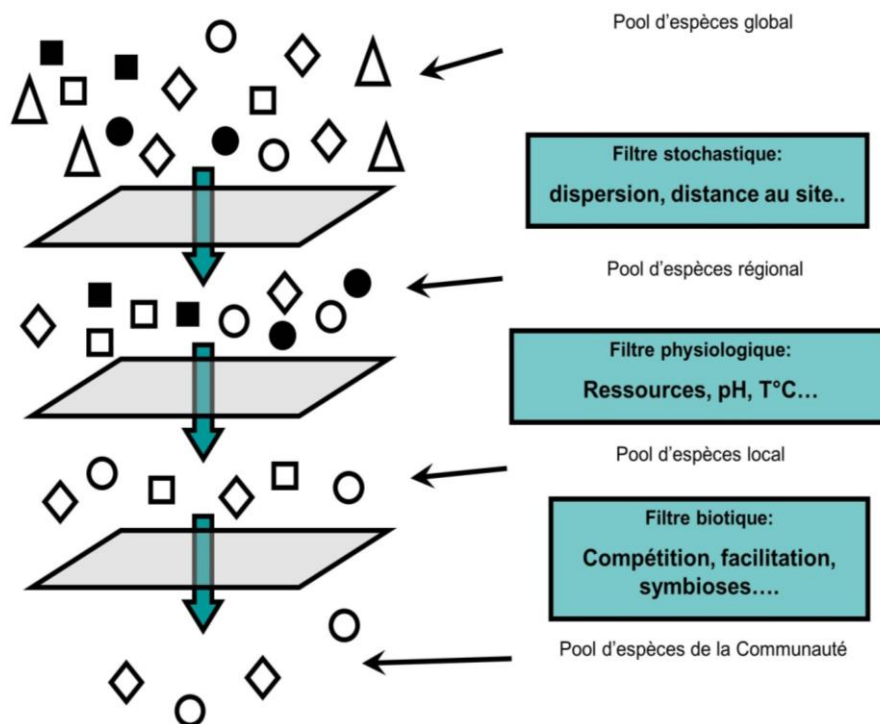 Pool d'espèces global
Filtre stochastique:
dispersion, distance au site..
Pool d'espèces régional
Filtre physiologique:
Ressources, pH, T°C...
Pool d'espèces local
Filtre biotique:
Compétition, facilitation,
symbioses....
Pool d'espèces de la Communauté